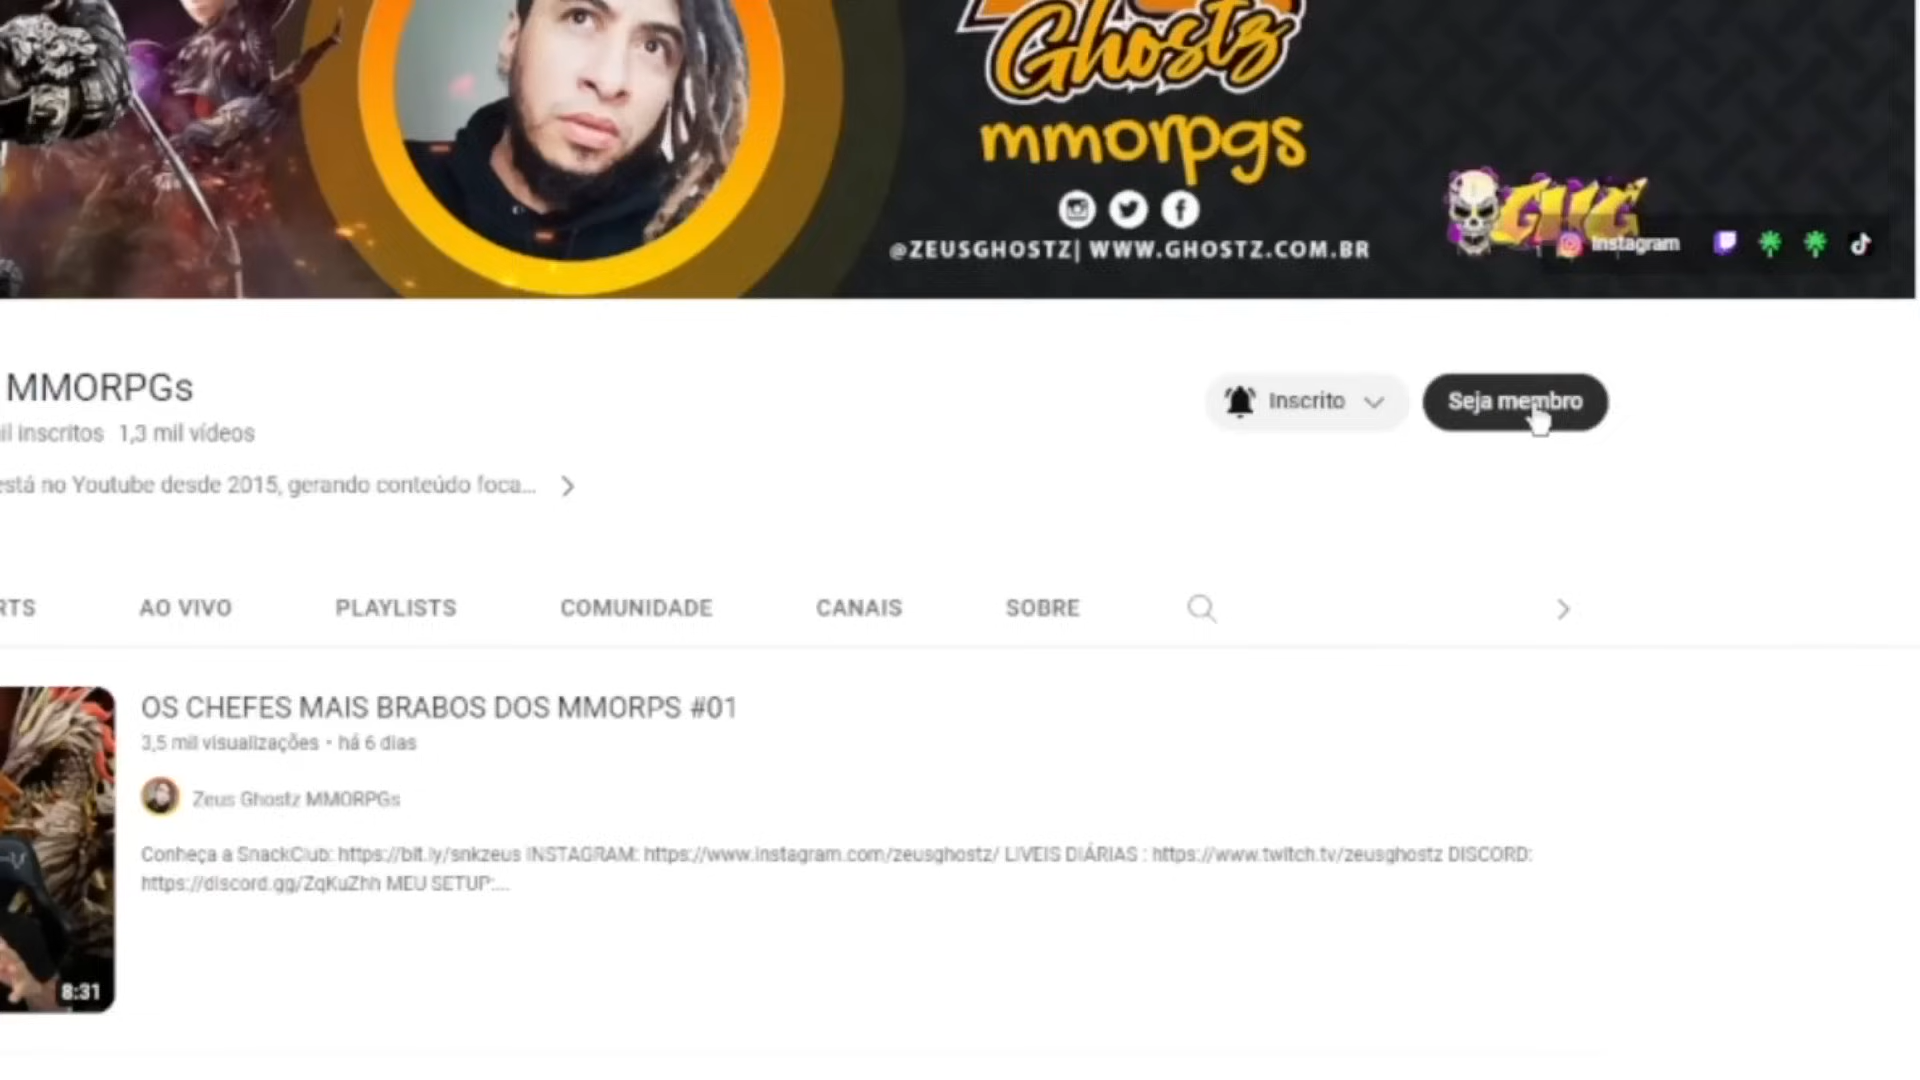 Ghostz
mmorpgs
@ZEUSGHOSTZ| WWW.GHOSTZ.COM.BR
GHG
Instagram
MMORPGs
Inscrito
Seja membro
il inscritos 1,3 mil vídeos
está no Youtube desde 2015, gerando conteúdo foca...
RTS AO VIVO PLAYLISTS COMUNIDADE CANAIS SOBRE
OS CHEFES MAIS BRABOS DOS MMORPS #01
3,5 mil visualizações • há 6 dias
Zeus Ghostz MMORPGs
Conheça a SnackClub: https://bit.ly/snkzeus INSTAGRAM: https://www.instagram.com/zeusghostz/ LIVEIS DIÁRIAS : https://www.twitch.tv/zeusghostz DISCORD:
https://discord.gg/ZqKuZhh MEU SETUP:...
8:31